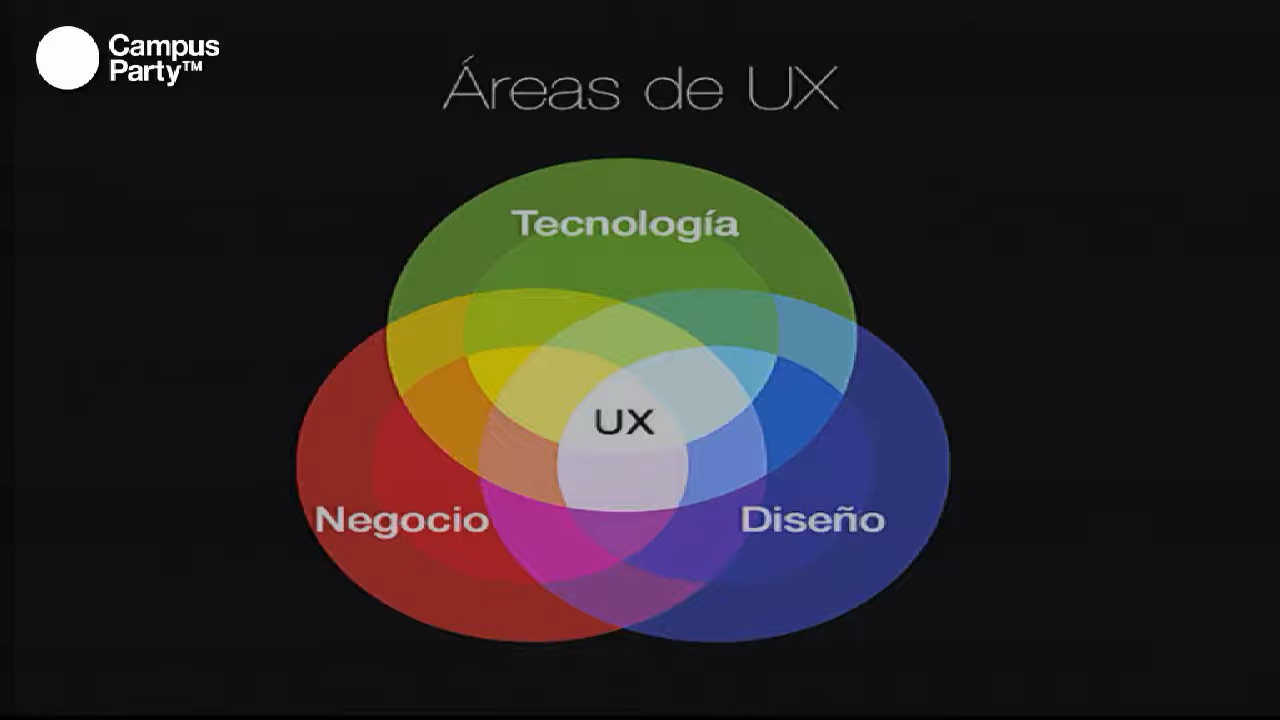 Campus
Party™
Áreas de UX
Tecnología
UX
Negocio
Diseño